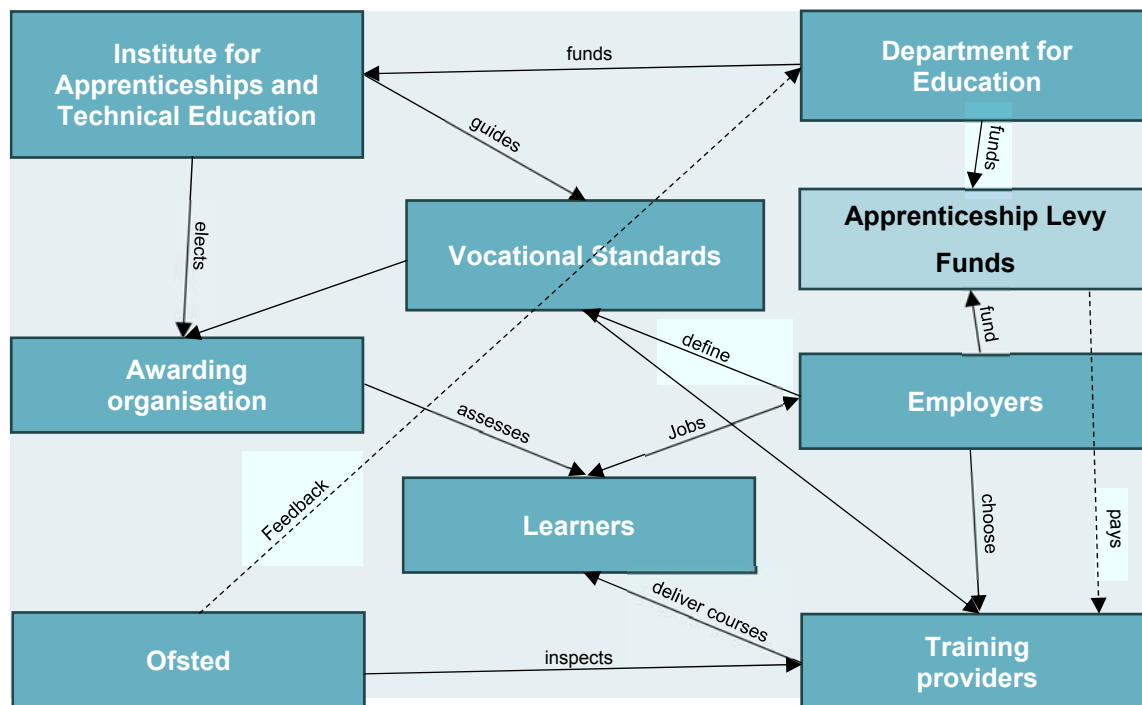 Institute for
Apprenticeships and
Technical Education
funds
Department for
Education
guides
funds
elects
Vocational Standards
Apprenticeship Levy
Funds
fund
define
Awarding
organisation
Employers
assesses
Jobs
Feedback
Learners
choose
pays
deliver courses
Ofsted
inspects
Training
providers